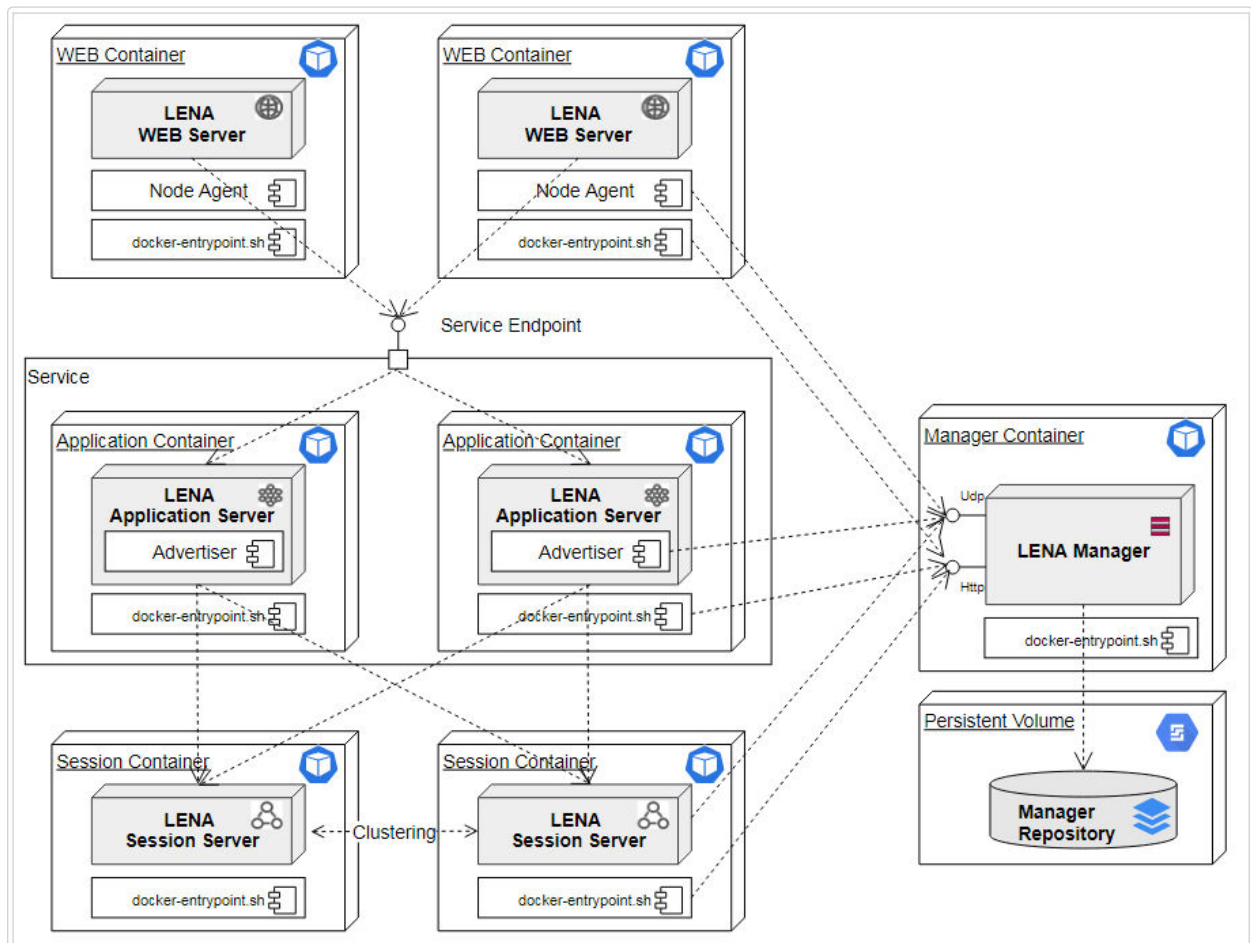 WEB Container
LENA
WEB Server
Node Agent
docker-entrypoint.sh
WEB Container
LENA
WEB Server
Node Agent
docker-entrypoint.sh
Service Endpoint
Service
Application Container
LENA
Application Server
Advertiser
docker-entrypoint.sh
Application Container
LENA
Application Server
Advertiser
docker-entrypoint.sh
Manager Container
Udp
LENA Manager
Http
docker-entrypoint.sh
Session Container
LENA
Session Server
docker-entrypoint.sh
Clustering
Session Container
LENA
Session Server
docker-entrypoint.sh
Persistent Volume
Manager
Repository